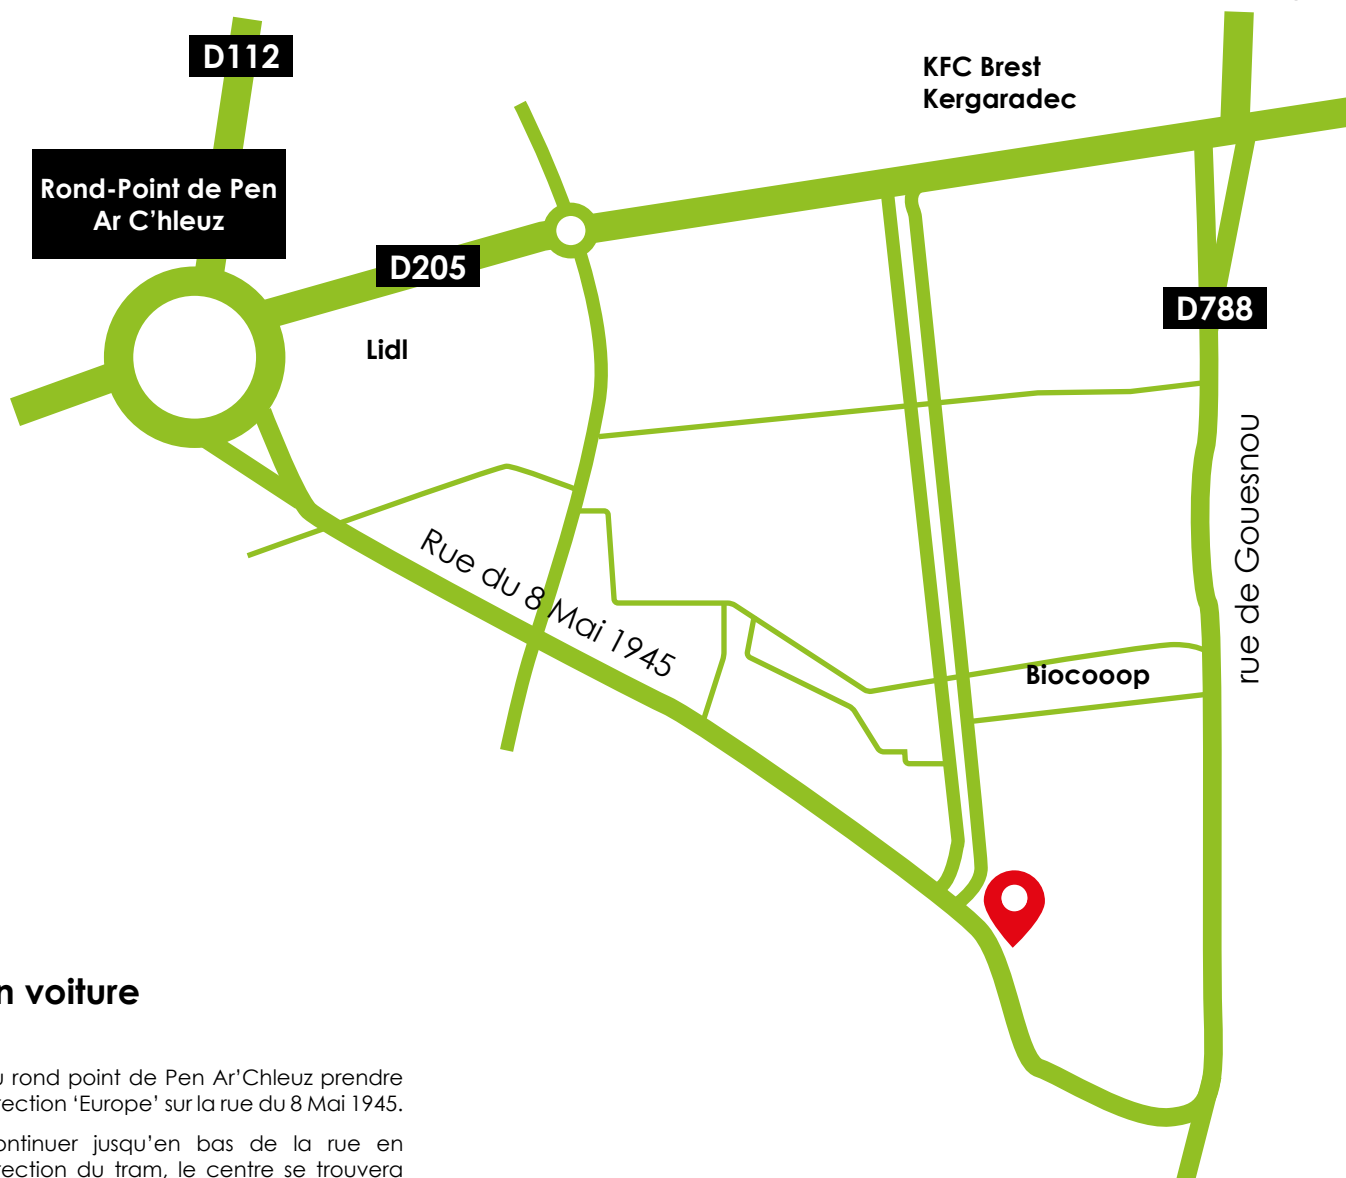 D112
KFC Brest
Kergaradec
Rond-Point de Pen
Ar C'hleuz
D205
D788
Lidl
rue de Gouesnou
Rue du 8 Mai 1945
Biocooop
n voiture
u rond point de Pen Ar'Chleuz prendre
rection 'Europe' sur la rue du 8 Mai 1945.
ontinuer jusqu'en bas de la rue en
rection du tram, le centre se trouvera